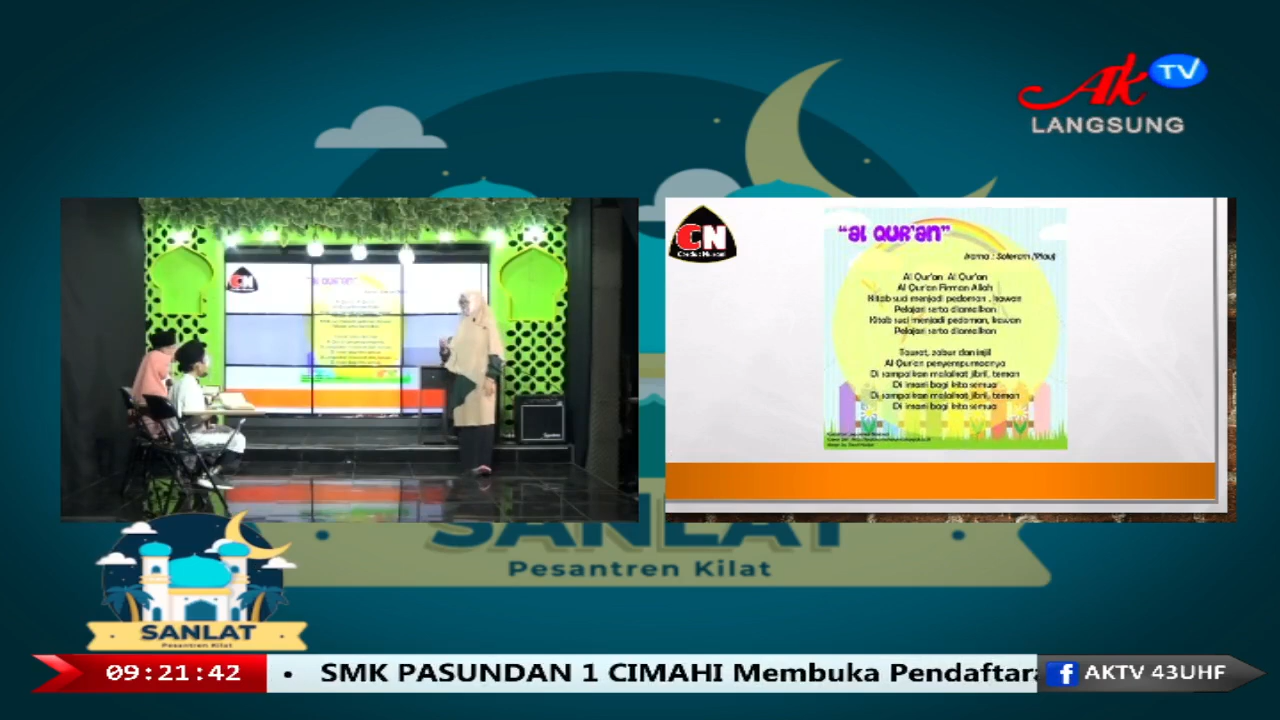 Ak TV
LANGSUNG
CN
"al QUR'an"
Irama : Soleram (Riau)
Al Qur'an Al Qur'an
Al Qur'an Firman Allah
Kitab suci menjadi pedoman , kawan
Pelajari serta diamalkan
Kitab suci menjadi pedoman, kawan
Pelajari serta diamalkan
Taurat, zabur dan injil
Al Qur'an penyempurnaanya
Di sampaikan malaikat jibril, teman
Di imani bagi kita semua
Di sampaikan malaikat jibril, teman
Di imani bagi kita semua
SANLAT
Pesantren Kilat
SANLAT
Pesantren Kilat
09:21:42
• SMK PASUNDAN 1 CIMAHI Membuka Pendaftara
f AKTV 43UHF